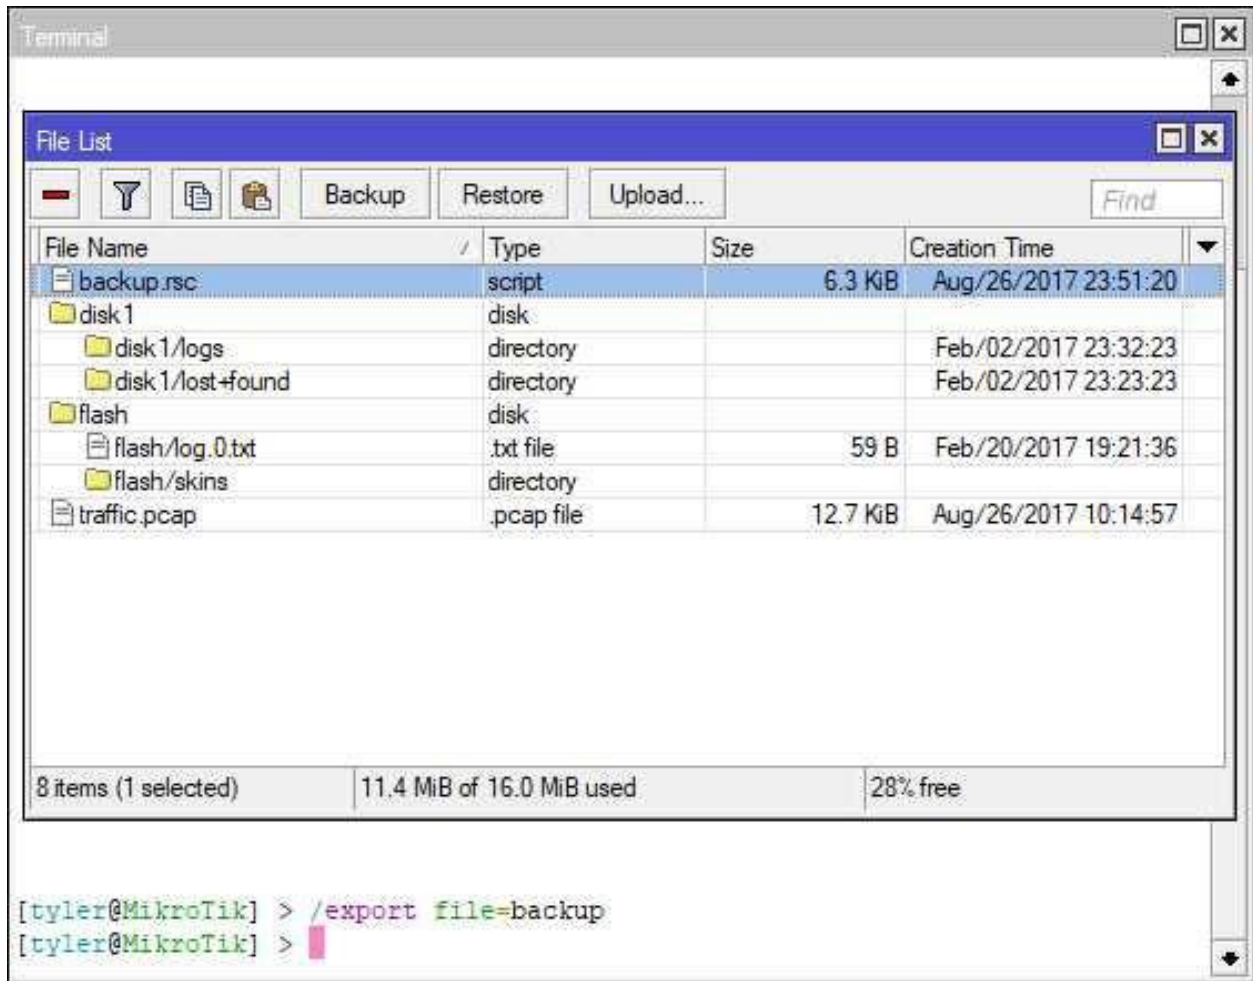 Terminal
File List
Backup Restore Upload... Find
File Name Type Size Creation Time
backup.rsc script 6.3 KiB Aug/26/2017 23:51:20
disk1 disk
disk1/logs directory Feb/02/2017 23:32:23
disk1/lost+found directory Feb/02/2017 23:23:23
flash disk
flash/log.0.txt .txt file 59 B Feb/20/2017 19:21:36
flash/skins directory
traffic.pcap .pcap file 12.7 KiB Aug/26/2017 10:14:57
8 items (1 selected) 11.4 MiB of 16.0 MiB used 28% free
[tyler@MikroTik] > /export file=backup
[tyler@MikroTik] >